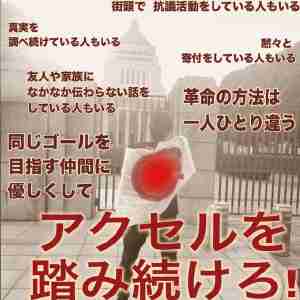 街頭で 抗議活動をしている人もいる
真実を
調べ続けている人もいる
黙々と
寄付をしている人もいる
友人や家族に
なかなか伝わらない話を
している人もいる
革命の方法は
一人ひとり違う
同じゴールを
目指す仲間に
優しくして
アクセルを
踏み続けろ!